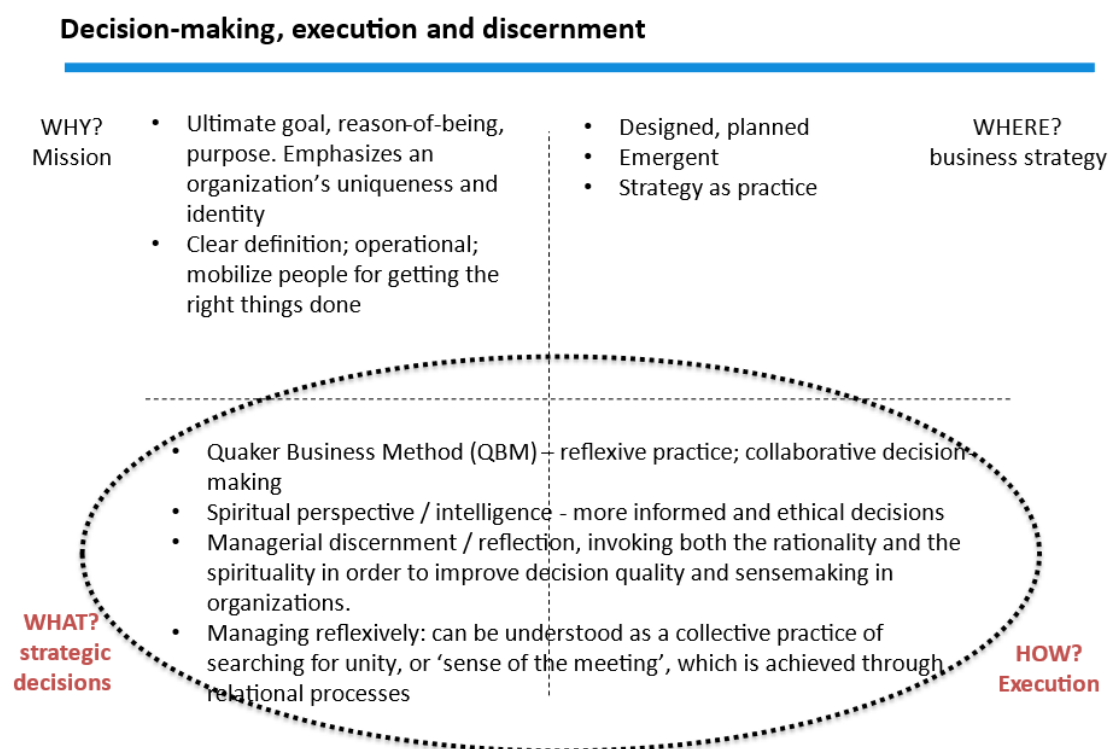 Decision-making, execution and discernment
WHY?
Mission
• Ultimate goal, reason-of-being,
purpose. Emphasizes an
organization's uniqueness and
identity
• Clear definition; operational;
mobilize people for getting the
right things done
• Designed, planned
• Emergent
• Strategy as practice
WHERE?
business strategy
• Quaker Business Method (QBM) – reflexive practice; collaborative decision-
making
• Spiritual perspective / intelligence - more informed and ethical decisions
• Managerial discernment / reflection, invoking both the rationality and the
spirituality in order to improve decision quality and sensemaking in
organizations.
• Managing reflexively: can be understood as a collective practice of
searching for unity, or ‘sense of the meeting’, which is achieved through
relational processes
WHAT?
strategic
decisions
HOW?
Execution